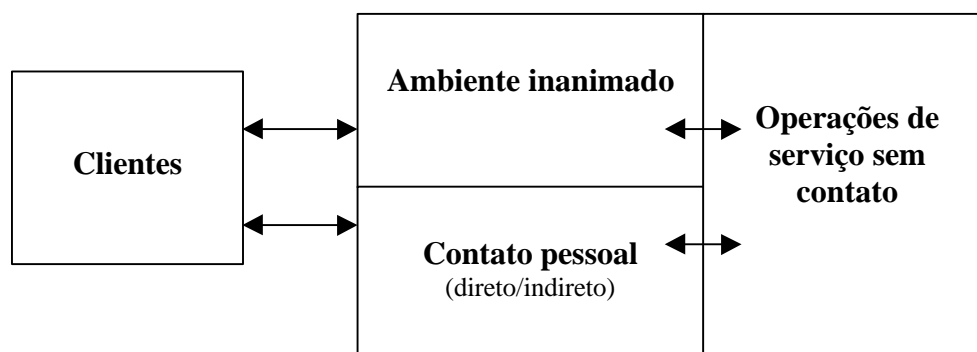 Clientes
Ambiente inanimado
Contato pessoal
(direto/indireto)
Operações de
serviço sem
contato